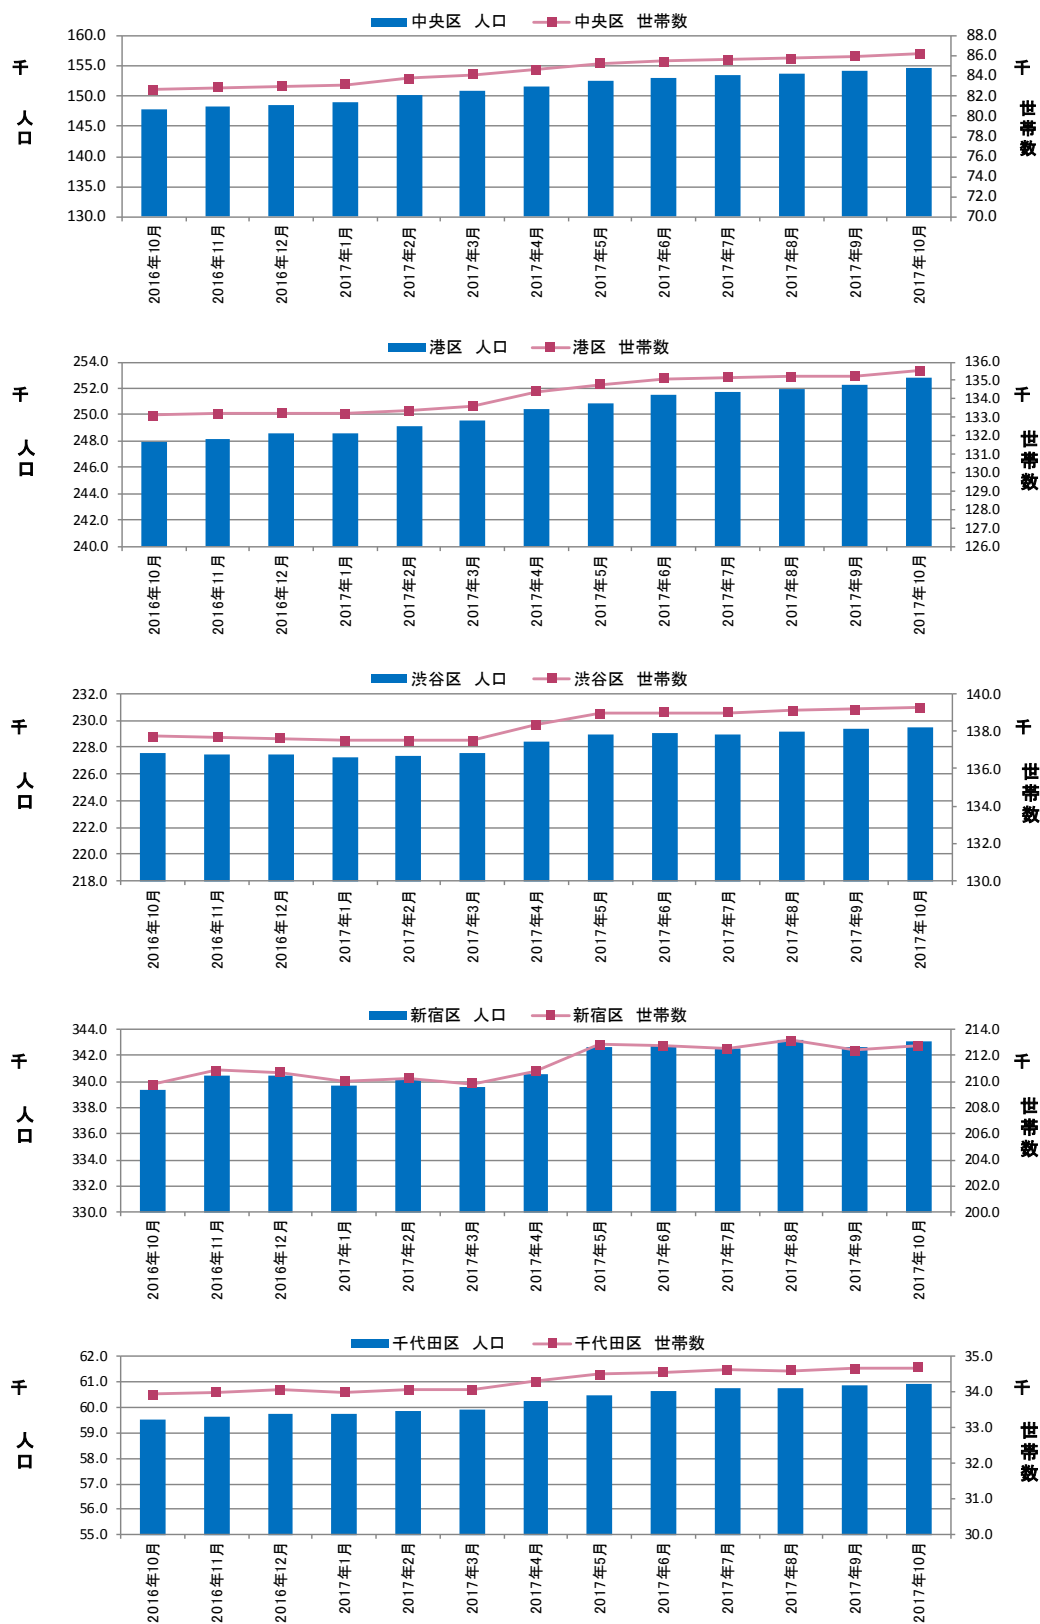 中央区　人口　中央区　世帯数
千
人口
160.0
155.0
150.0
145.0
140.0
135.0
130.0
88.0
86.0
84.0
82.0
80.0
78.0
76.0
74.0
72.0
70.0
千
世帯数
2016年10月
2016年11月
2016年12月
2017年1月
2017年2月
2017年3月
2017年4月
2017年5月
2017年6月
2017年7月
2017年8月
2017年9月
2017年10月
港区　人口　港区　世帯数
千
人口
254.0
252.0
250.0
248.0
246.0
244.0
242.0
240.0
136.0
135.0
134.0
133.0
132.0
131.0
130.0
129.0
128.0
127.0
126.0
千
世帯数
2016年10月
2016年11月
2016年12月
2017年1月
2017年2月
2017年3月
2017年4月
2017年5月
2017年6月
2017年7月
2017年8月
2017年9月
2017年10月
渋谷区　人口　渋谷区　世帯数
千
人口
232.0
230.0
228.0
226.0
224.0
222.0
220.0
218.0
140.0
138.0
136.0
134.0
132.0
130.0
千
世帯数
2016年10月
2016年11月
2016年12月
2017年1月
2017年2月
2017年3月
2017年4月
2017年5月
2017年6月
2017年7月
2017年8月
2017年9月
2017年10月
新宿区　人口　新宿区　世帯数
千
人口
344.0
342.0
340.0
338.0
336.0
334.0
332.0
330.0
214.0
212.0
210.0
208.0
206.0
204.0
202.0
200.0
千
世帯数
2016年10月
2016年11月
2016年12月
2017年1月
2017年2月
2017年3月
2017年4月
2017年5月
2017年6月
2017年7月
2017年8月
2017年9月
2017年10月
千代田区　人口　千代田区　世帯数
千
人口
62.0
61.0
60.0
59.0
58.0
57.0
56.0
55.0
35.0
34.0
33.0
32.0
31.0
30.0
千
世帯数
2016年10月
2016年11月
2016年12月
2017年1月
2017年2月
2017年3月
2017年4月
2017年5月
2017年6月
2017年7月
2017年8月
2017年9月
2017年10月